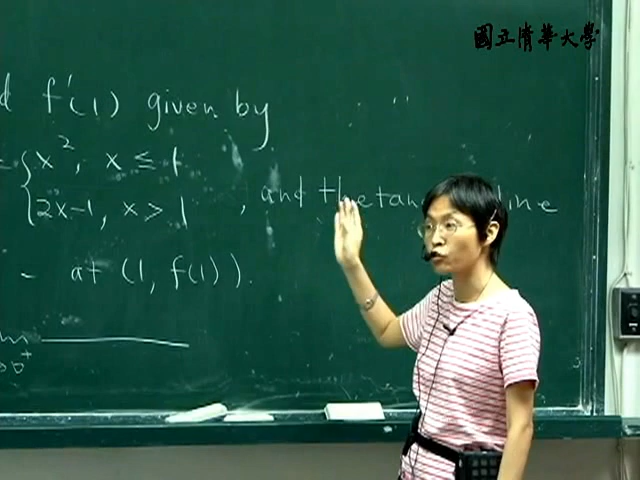 國立清華大學
f'(1) given by
x², x ≤ 1
2x-1, x > 1 , and the tan line
- at (1, f(1)).